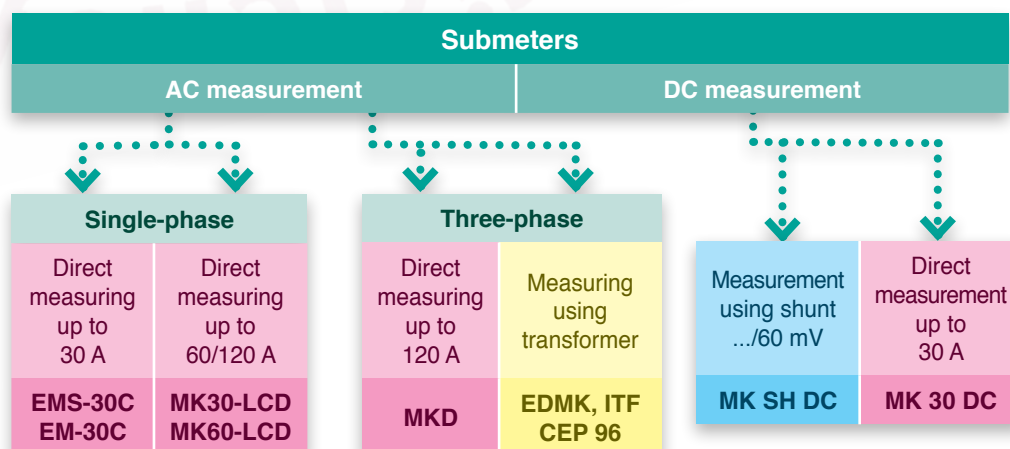 Submeters
AC measurement
DC measurement
Single-phase
Direct
measuring
up to
30 A
EMS-30C
EM-30C
Direct
measuring
up to
60/120 A
MK30-LCD
MK60-LCD
Three-phase
Direct
measuring
up to
120 A
MKD
Measuring
using
transformer
EDMK, ITF
CEP 96
Measurement
using shunt
.../60 mV
MK SH DC
Direct
measurement
up to
30 A
MK 30 DC